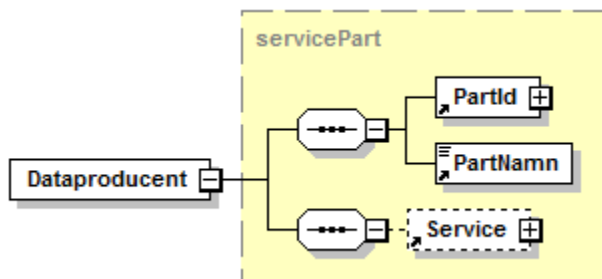 servicePart
PartId
PartNamn
Dataproducent
Service